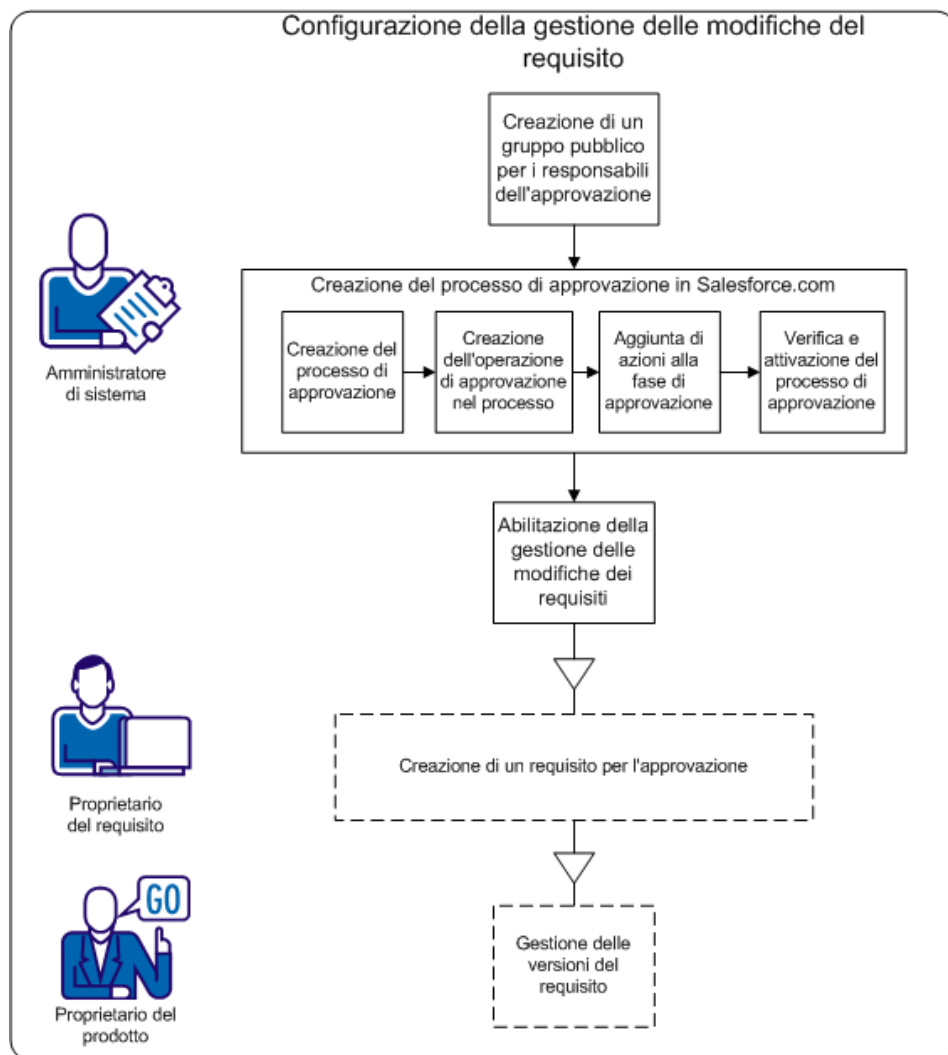 Configurazione della gestione delle modifiche del
requisito
Creazione di un
gruppo pubblico
per i responsabili
dell'approvazione
Amministratore
di sistema
Creazione del processo di approvazione in Salesforce.com
Creazione del
processo di
approvazione
Creazione
dell'operazione
di approvazione
nel processo
Aggiunta di
azioni alla
fase di
approvazione
Verifica e
attivazione del
processo di
approvazione
Abilitazione della
gestione delle
modifiche dei
requisiti
Proprietario
del requisito
Creazione di un requisito per l'approvazione
GO
Proprietario del
prodotto
Gestione delle
versioni del
requisito